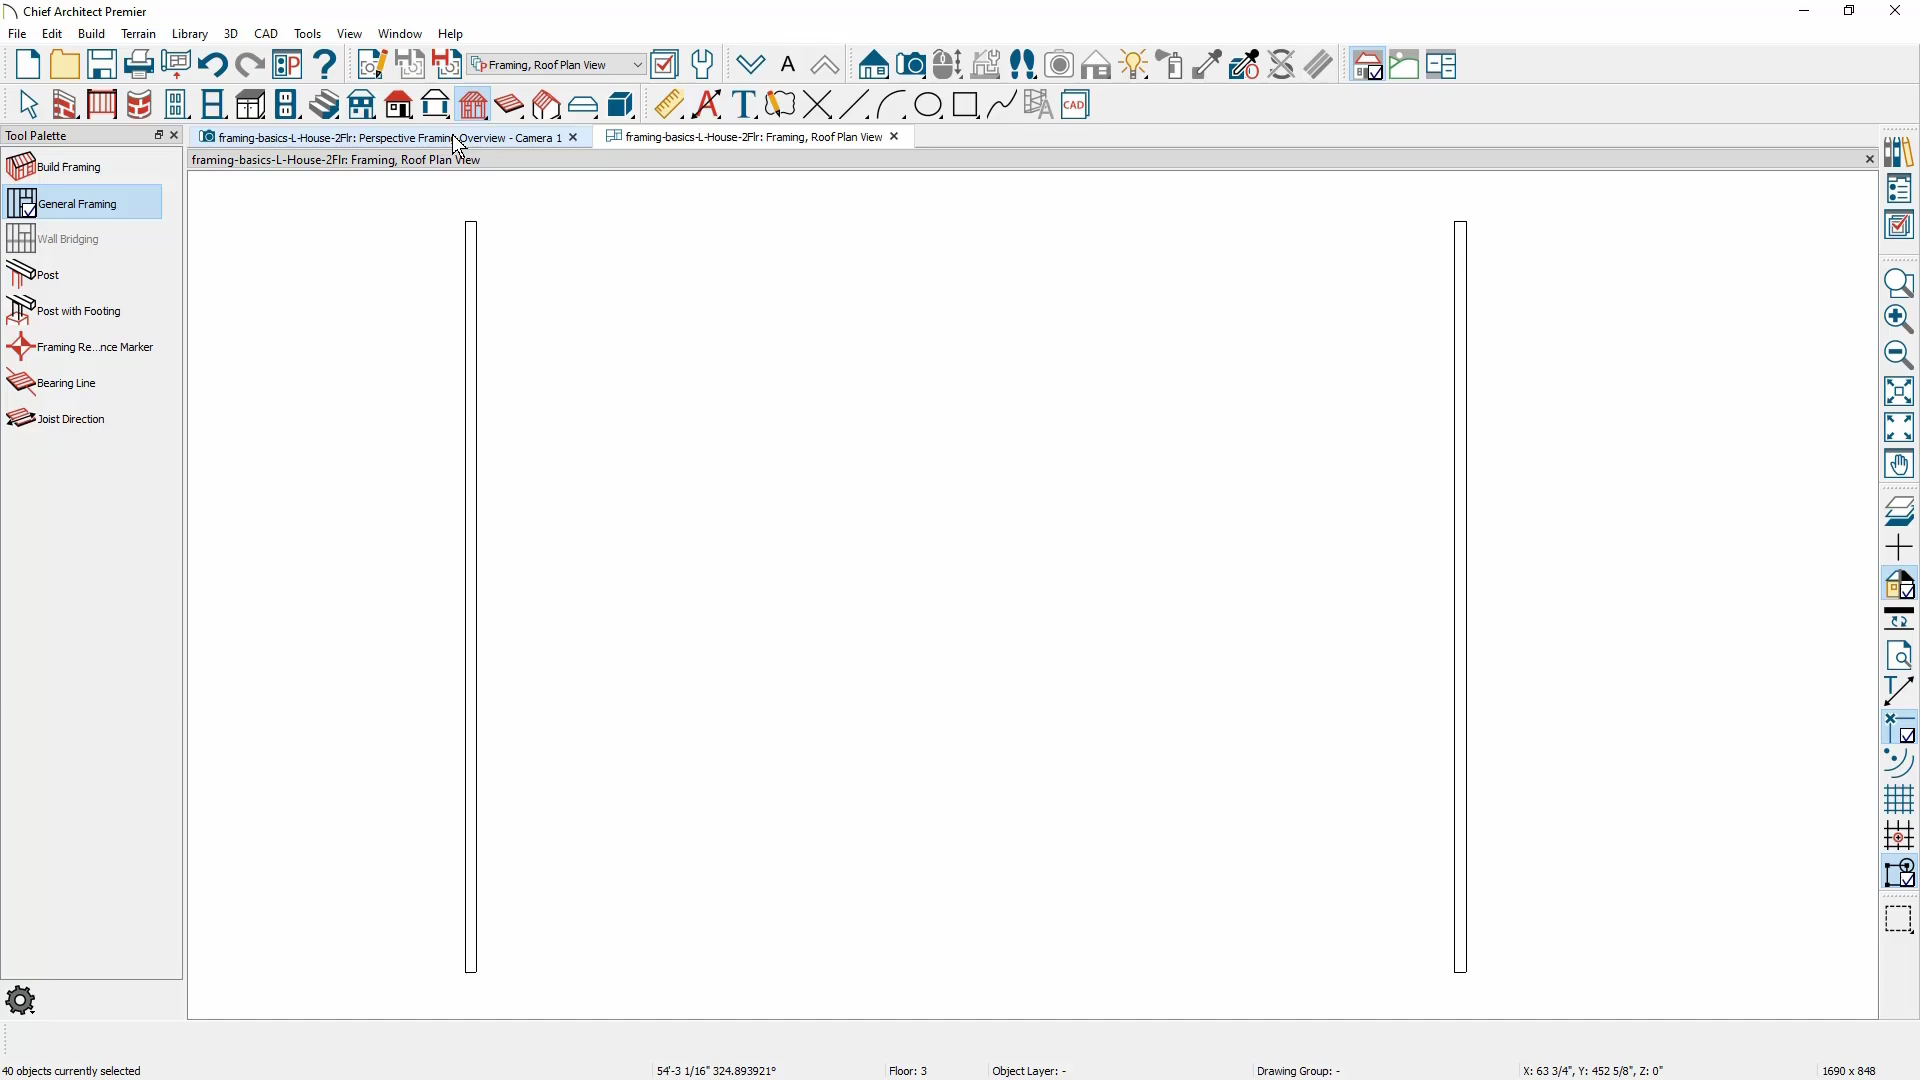 Chief Architect Premier
File Edit Build Terrain Library 3D CAD Tools View Window Help
Framing, Roof Plan View
A
T
CAD
Tool Palette
framing-basics-L-House-2Flr: Perspective Framing Overview - Camera 1
framing-basics-L-House-2Flr: Framing, Roof Plan View
framing-basics-L-House-2Flr: Framing, Roof Plan View
Build Framing
General Framing
Wall Bridging
Post
Post with Footing
Framing Re...nce Marker
Bearing Line
Joist Direction
40 objects currently selected
54'-3 1/16" 324.893921°
Floor: 3
Object Layer: -
Drawing Group: -
X: 63 3/4", Y: 452 5/8", Z: 0"
1690 x 848